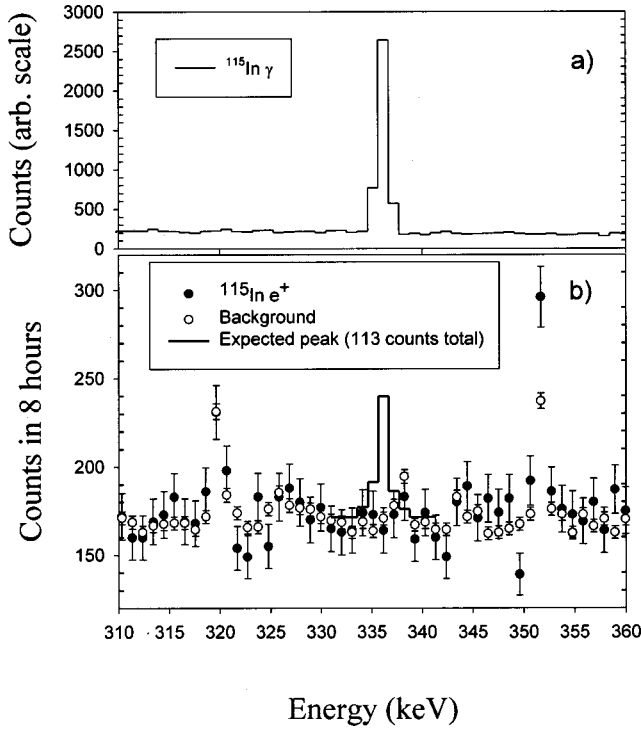 3000
2500
2000
1500
1000
500
0
Counts (arb. scale)
¹¹⁵In γ
a)
300
250
200
150
Counts in 8 hours
¹¹⁵In e⁺
Background
Expected peak (113 counts total)
b)
310 315 320 325 330 335 340 345 350 355 360
Energy (keV)